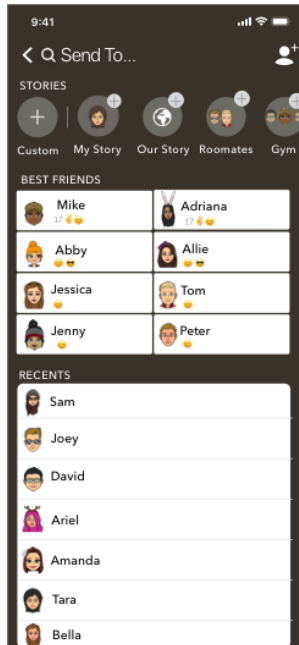 9:41
Send To...
STORIES
Custom My Story Our Story Roomates Gym
BEST FRIENDS
Mike Adriana
17 17
Abby Allie
Jessica Tom
Jenny Peter
RECENTS
Sam
Joey
David
Ariel
Amanda
Tara
Bella